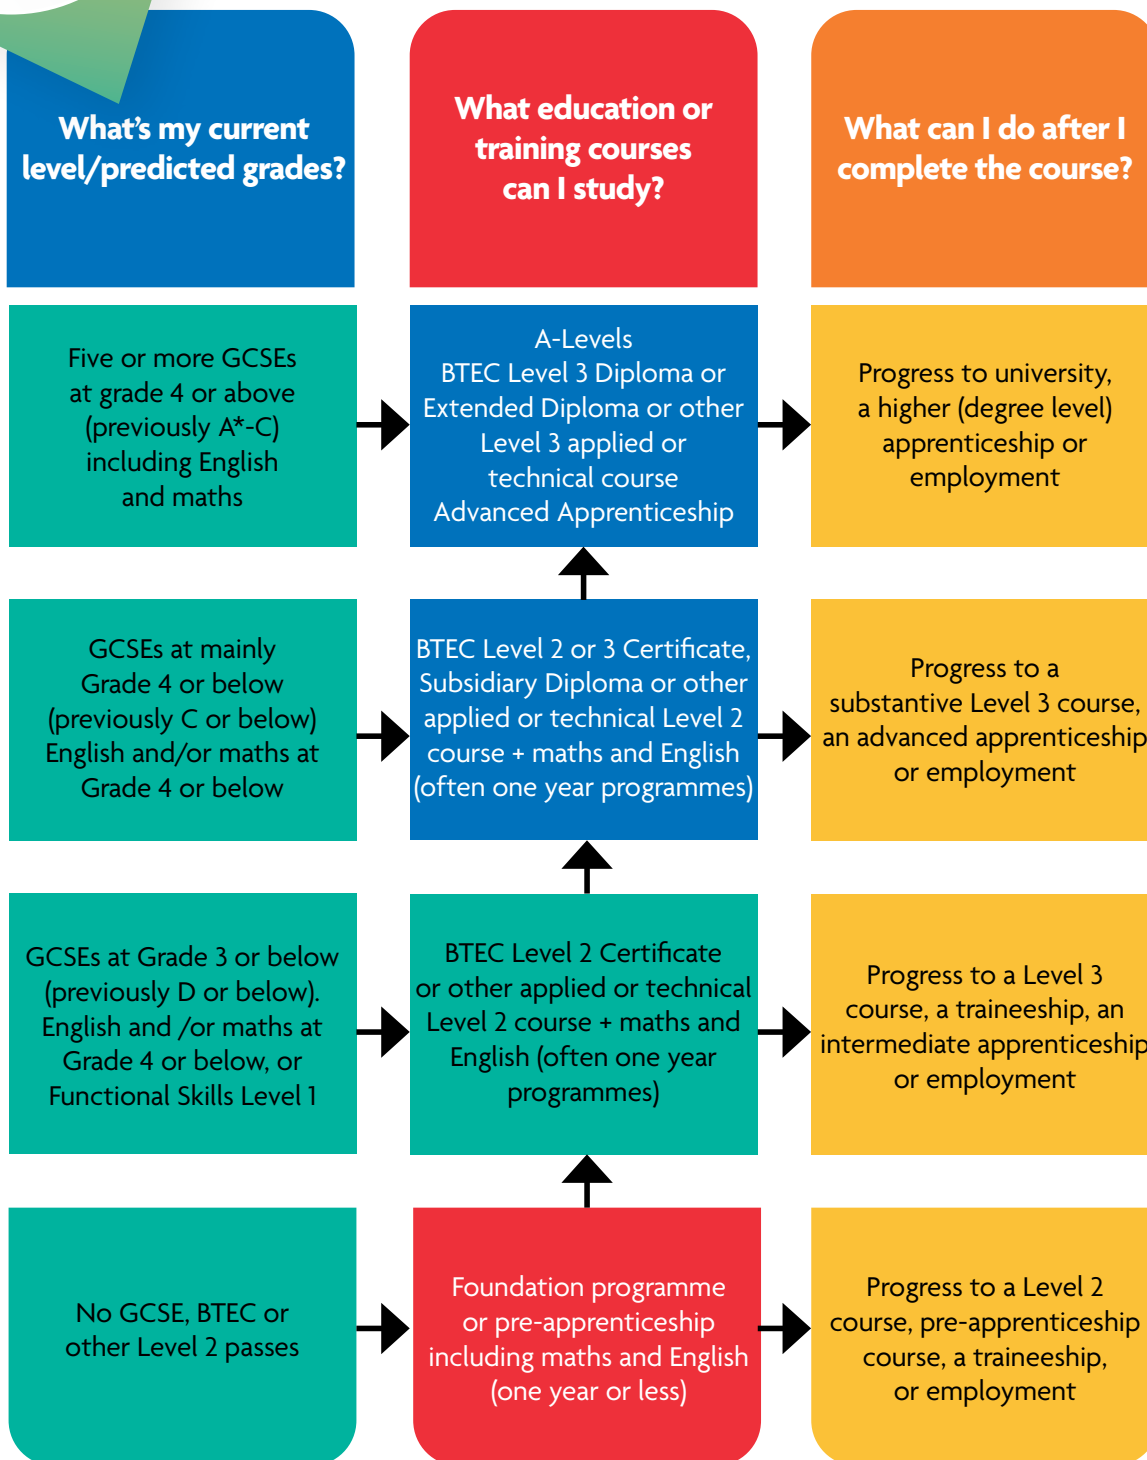 What's my current
level/predicted grades?
What education or
training courses
can I study?
What can I do after I
complete the course?
Five or more GCSEs
at grade 4 or above
(previously A*-C)
including English
and maths
A-Levels
BTEC Level 3 Diploma or
Extended Diploma or other
Level 3 applied or
technical course
Advanced Apprenticeship
Progress to university,
a higher (degree level)
apprenticeship or
employment
GCSEs at mainly
Grade 4 or below
(previously C or below)
English and/or maths at
Grade 4 or below
BTEC Level 2 or 3 Certificate,
Subsidiary Diploma or other
applied or technical Level 2
course + maths and English
(often one year programmes)
Progress to a
substantive Level 3 course,
an advanced apprenticeship
or employment
GCSEs at Grade 3 or below
(previously D or below).
English and /or maths at
Grade 4 or below, or
Functional Skills Level 1
BTEC Level 2 Certificate
or other applied or technical
Level 2 course + maths and
English (often one year
programmes)
Progress to a Level 3
course, a traineeship, an
intermediate apprenticeship
or employment
No GCSE, BTEC or
other Level 2 passes
Foundation programme
or pre-apprenticeship
including maths and English
(one year or less)
Progress to a Level 2
course, pre-apprenticeship
course, a traineeship,
or employment